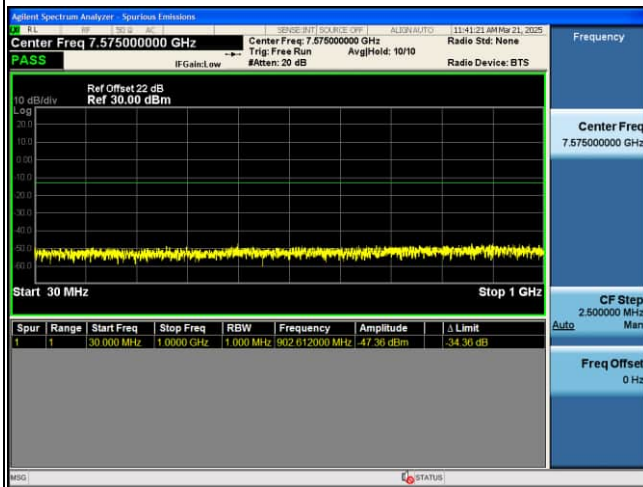 Agilent Spectrum Analyzer - Spurious Emissions
RL RF 50 Ω AC SENSE:INT SOURCE OFF ALIGN AUTO 11:41:21 AM Mar 21, 2025
Center Freq 7.575000000 GHz
Center Freq: 7.575000000 GHz
Radio Std: None
Trig: Free Run Avg|Hold: 10/10
PASS
IFGain:Low
#Atten: 20 dB
Radio Device: BTS
Ref Offset 22 dB
10 dB/div Ref 30.00 dBm
Log
20.0
10.0
0.00
-10.0
-20.0
-30.0
-40.0
-50.0
-60.0
Start 30 MHz Stop 1 GHz
Spur Range Start Freq Stop Freq RBW Frequency Amplitude Δ Limit
1 1 30.000 MHz 1.0000 GHz 1.000 MHz 902.612000 MHz -47.36 dBm -34.36 dB
MSG STATUS
Frequency
Center Freq
7.575000000 GHz
CF Step
2.500000 MHz
Auto Man
Freq Offset
0 Hz